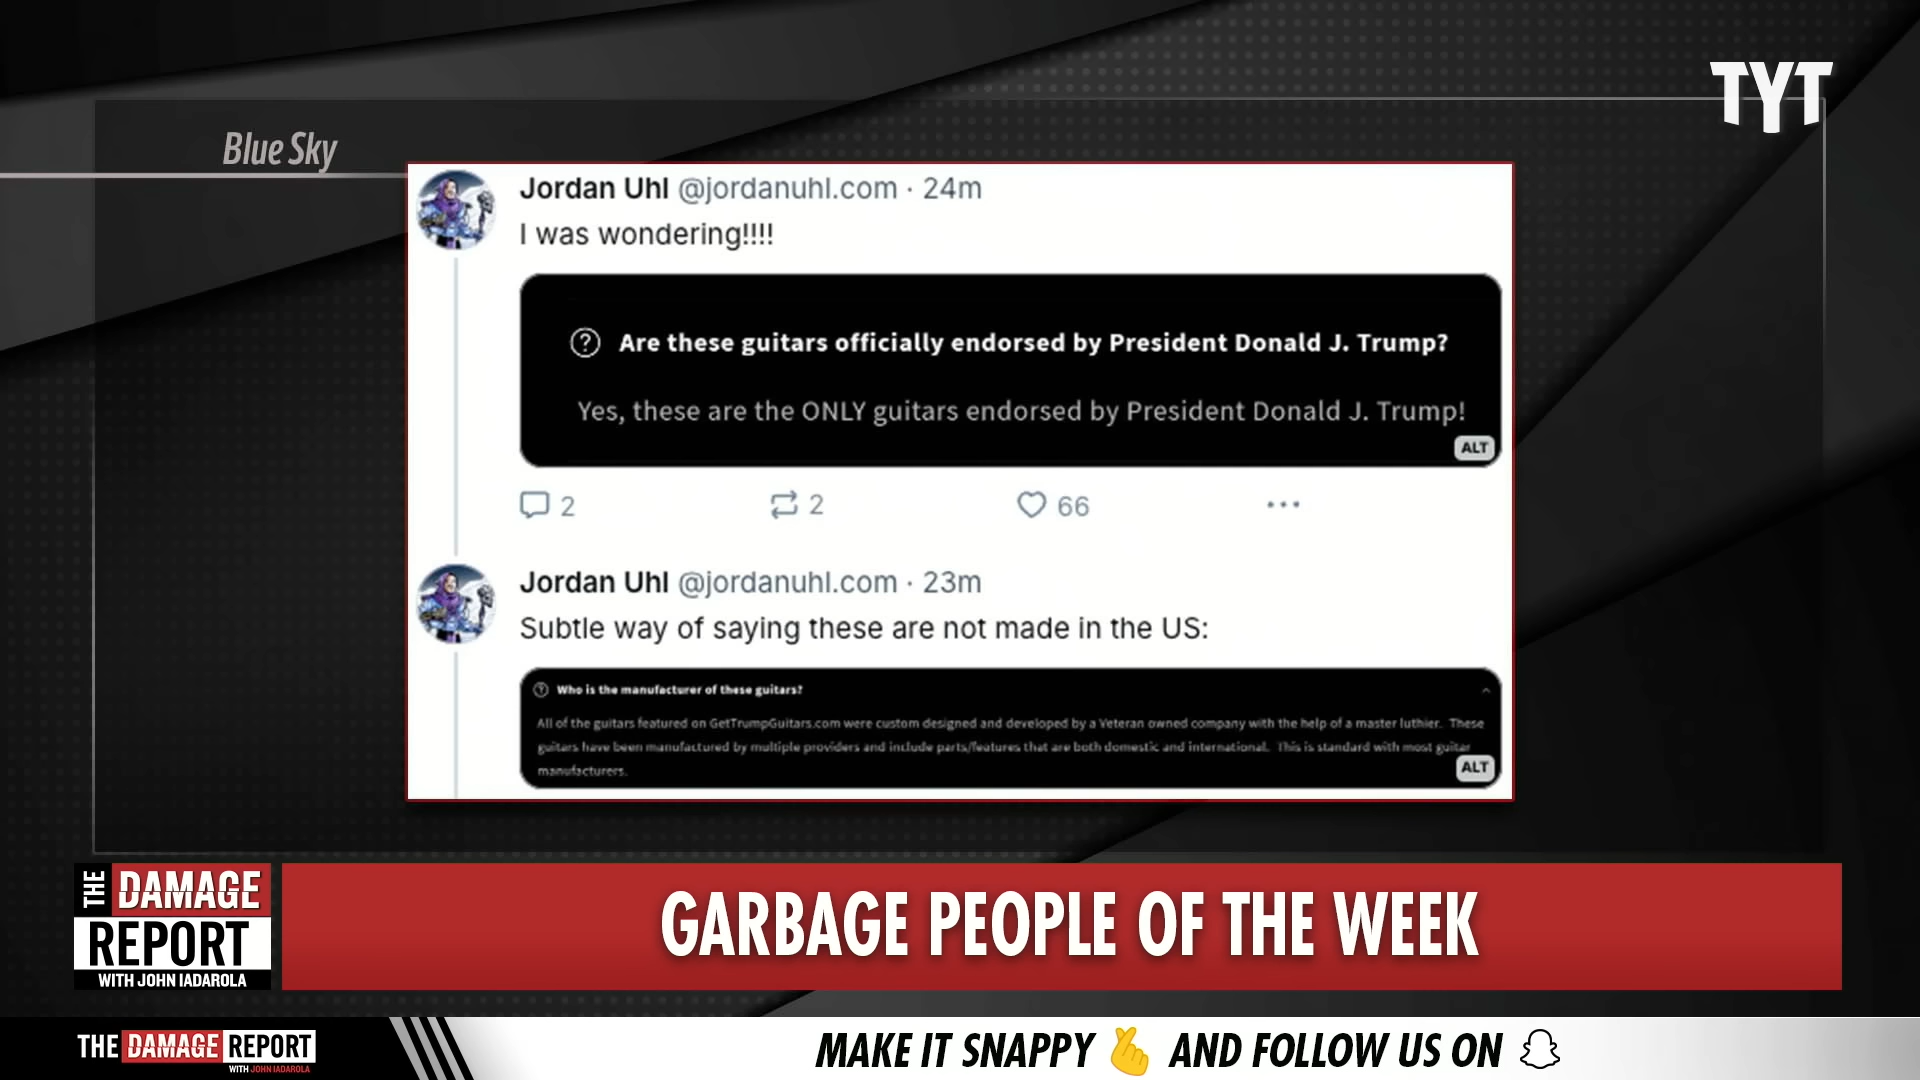 TYT
Blue Sky
Jordan Uhl @jordanuhl.com · 24m
I was wondering!!!!
Are these guitars officially endorsed by President Donald J. Trump?
Yes, these are the ONLY guitars endorsed by President Donald J. Trump!
ALT
2 2 66
Jordan Uhl @jordanuhl.com · 23m
Subtle way of saying these are not made in the US:
Who is the manufacturer of these guitars?
All of the guitars featured on GetTrumpGuitars.com were custom designed and developed by a Veteran owned company with the help of a master luthier. These
guitars have been manufactured by multiple providers and include parts/features that are both domestic and international. This is standard with most guitar
manufacturers.
ALT
THE DAMAGE
REPORT
WITH JOHN IADAROLA
GARBAGE PEOPLE OF THE WEEK
THE DAMAGE REPORT
WITH JOHN IADAROLA
MAKE IT SNAPPY 🫰 AND FOLLOW US ON